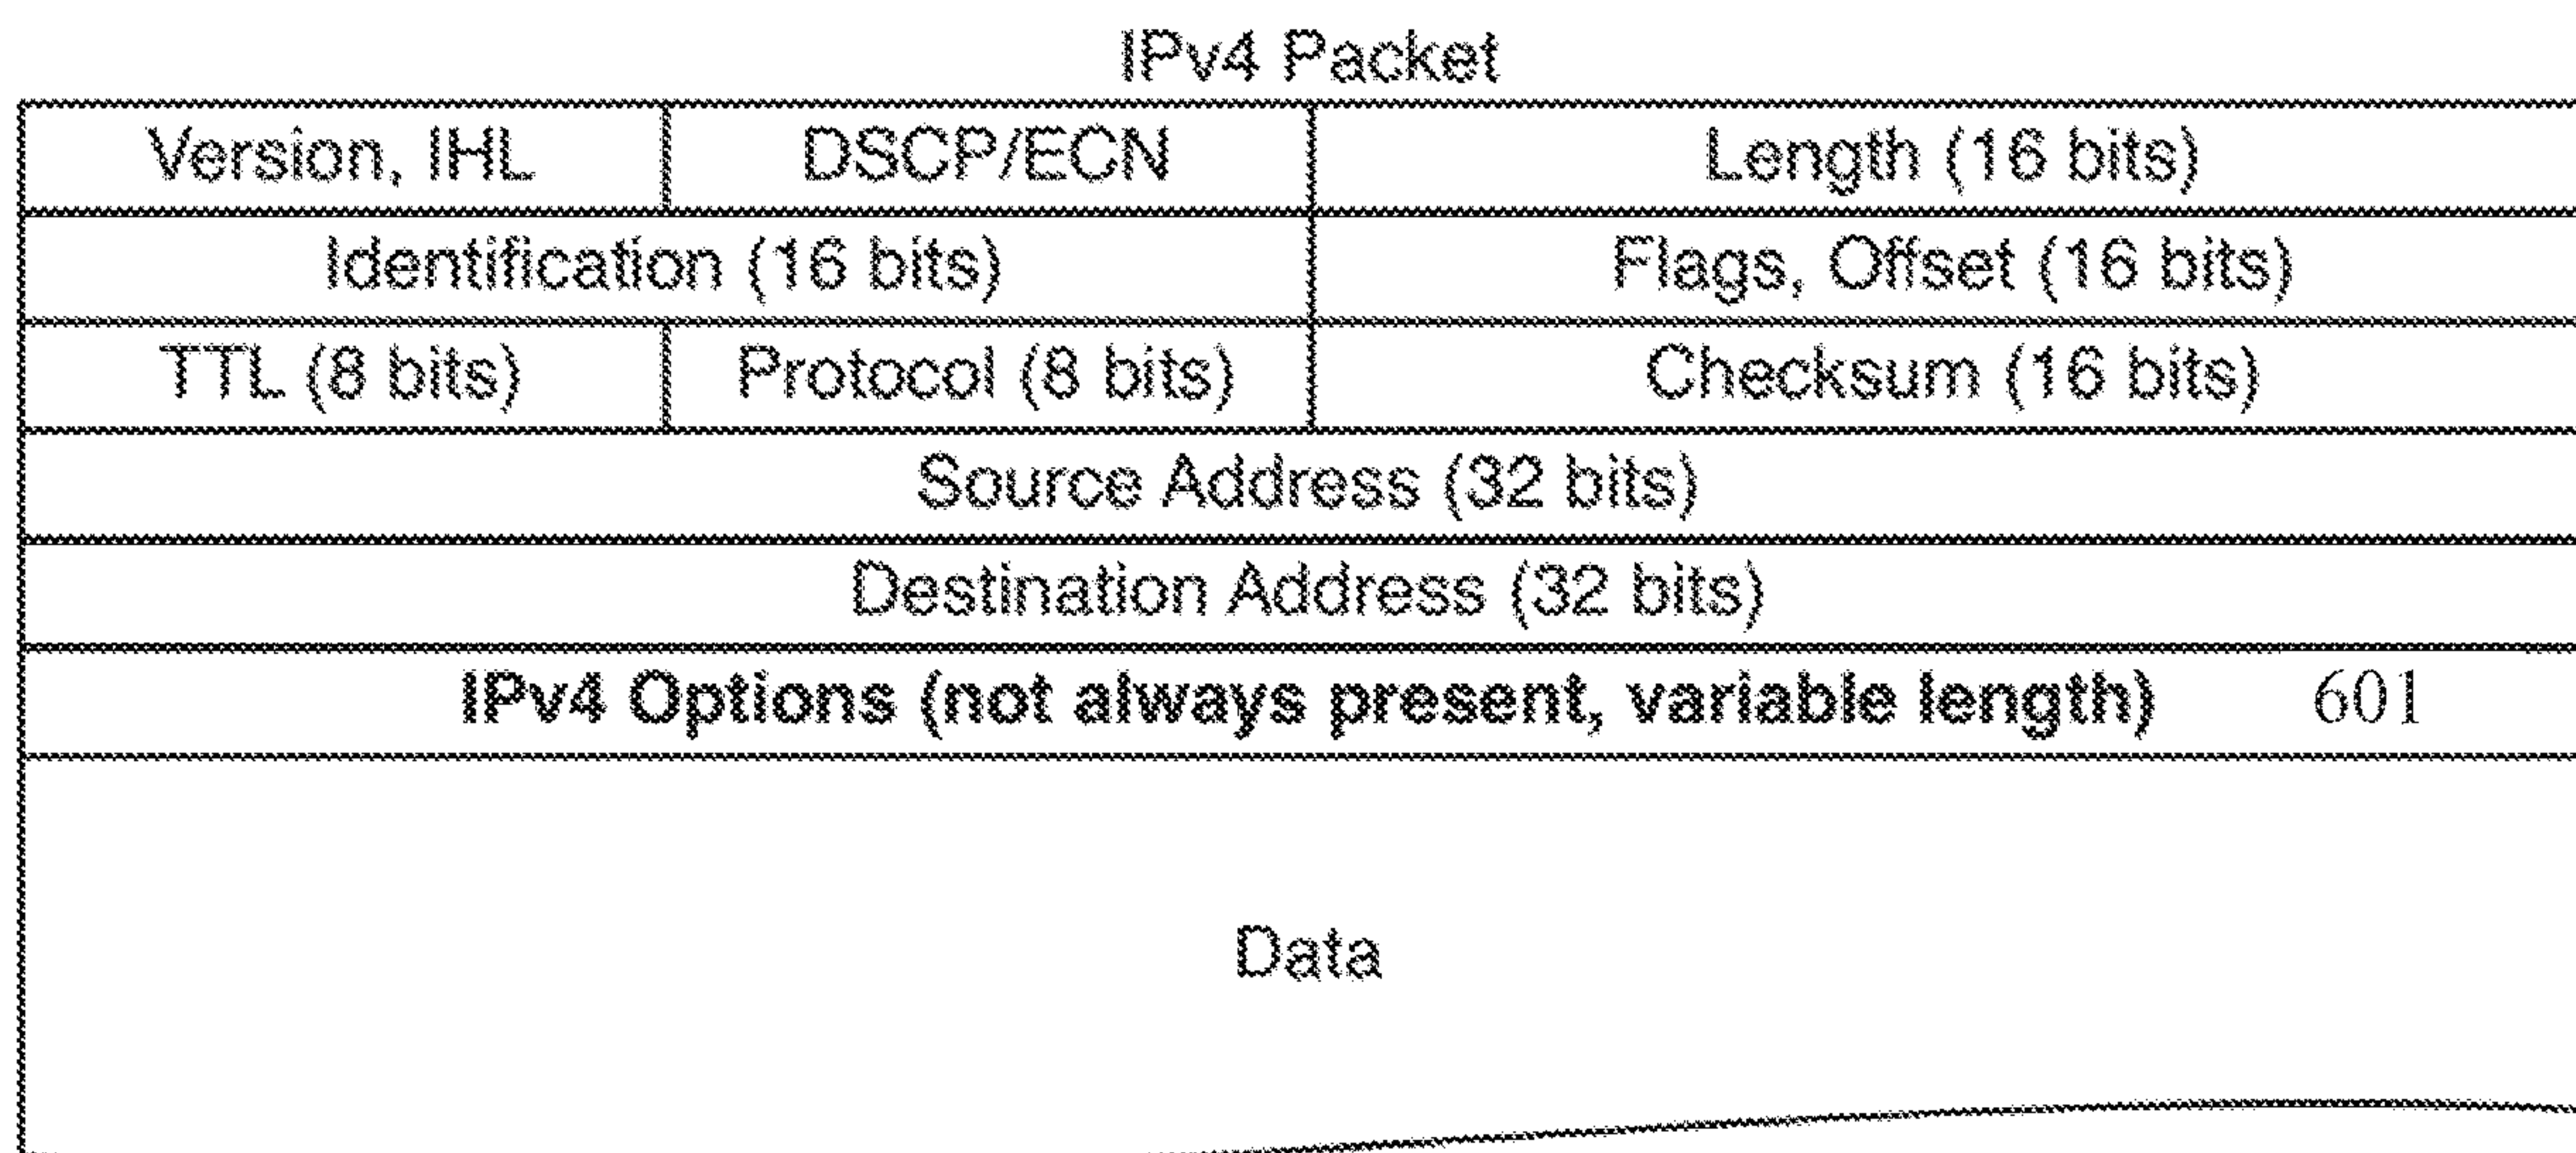 IPv4 Packet
Version, IHL DSCP/ECN Length (16 bits)
Identification (16 bits) Flags, Offset (16 bits)
TTL (8 bits) Protocol (8 bits) Checksum (16 bits)
Source Address (32 bits)
Destination Address (32 bits)
IPv4 Options (not always present, variable length) 601
Data